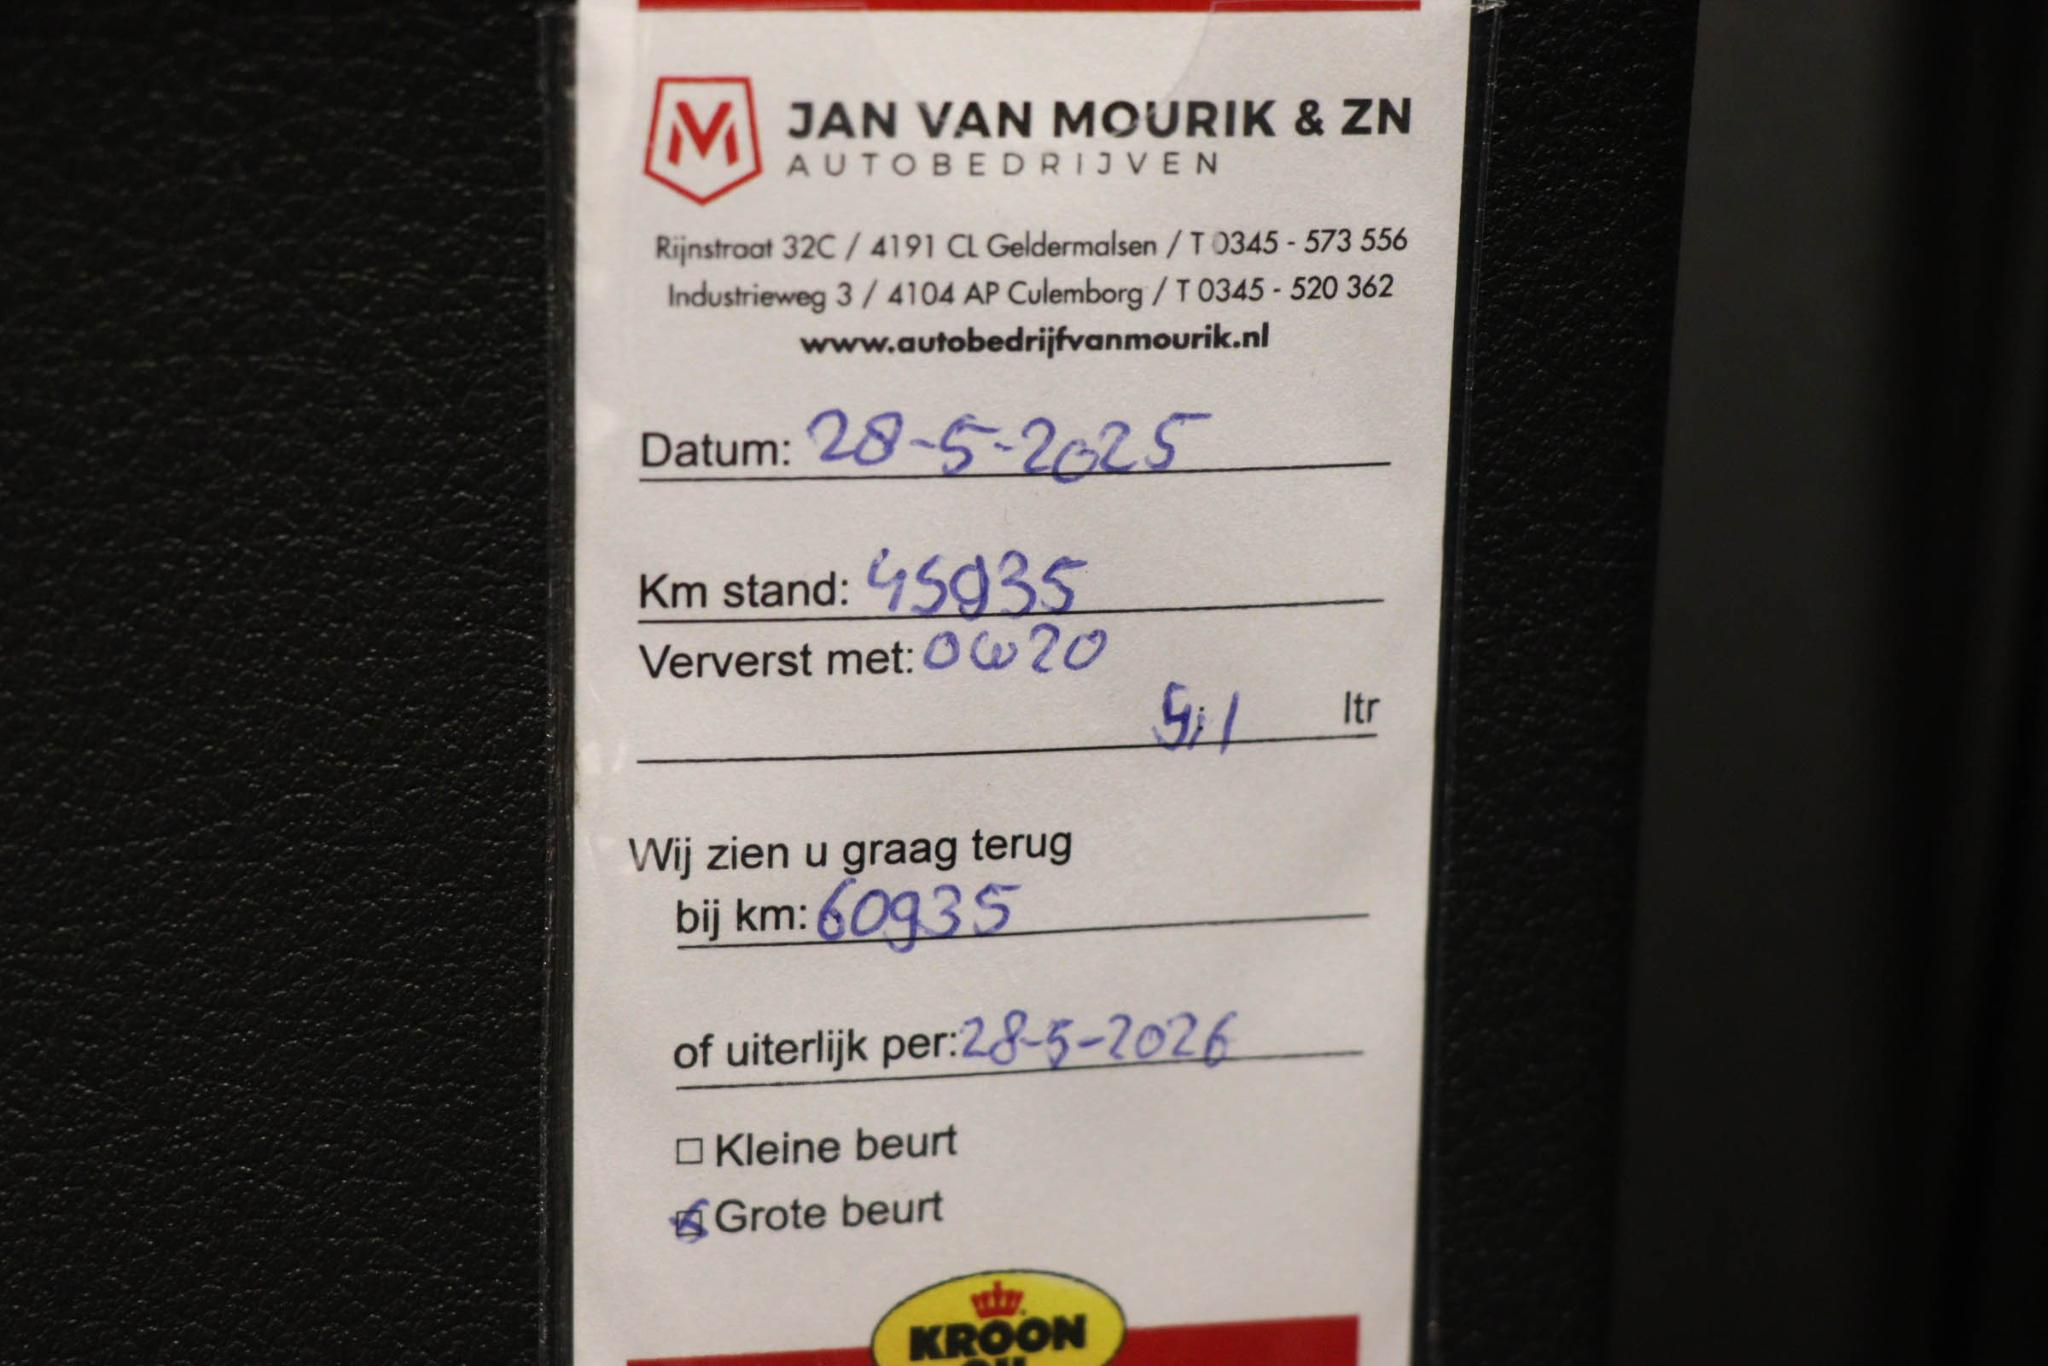 JAN VAN MOURIK & ZN
AUTOBEDRIJVEN
Rijnstraat 32C / 4191 CL Geldermalsen / T 0345 - 573 556
Industrieweg 3 / 4104 AP Culemborg / T 0345 - 520 362
www.autobedrijfvanmourik.nl
Datum: 28-5-2025
Km stand: 45935
Ververst met: 0W20
5,1 ltr
Wij zien u graag terug
bij km: 60935
of uiterlijk per: 28-5-2026
Kleine beurt
Grote beurt
KROON
OIL